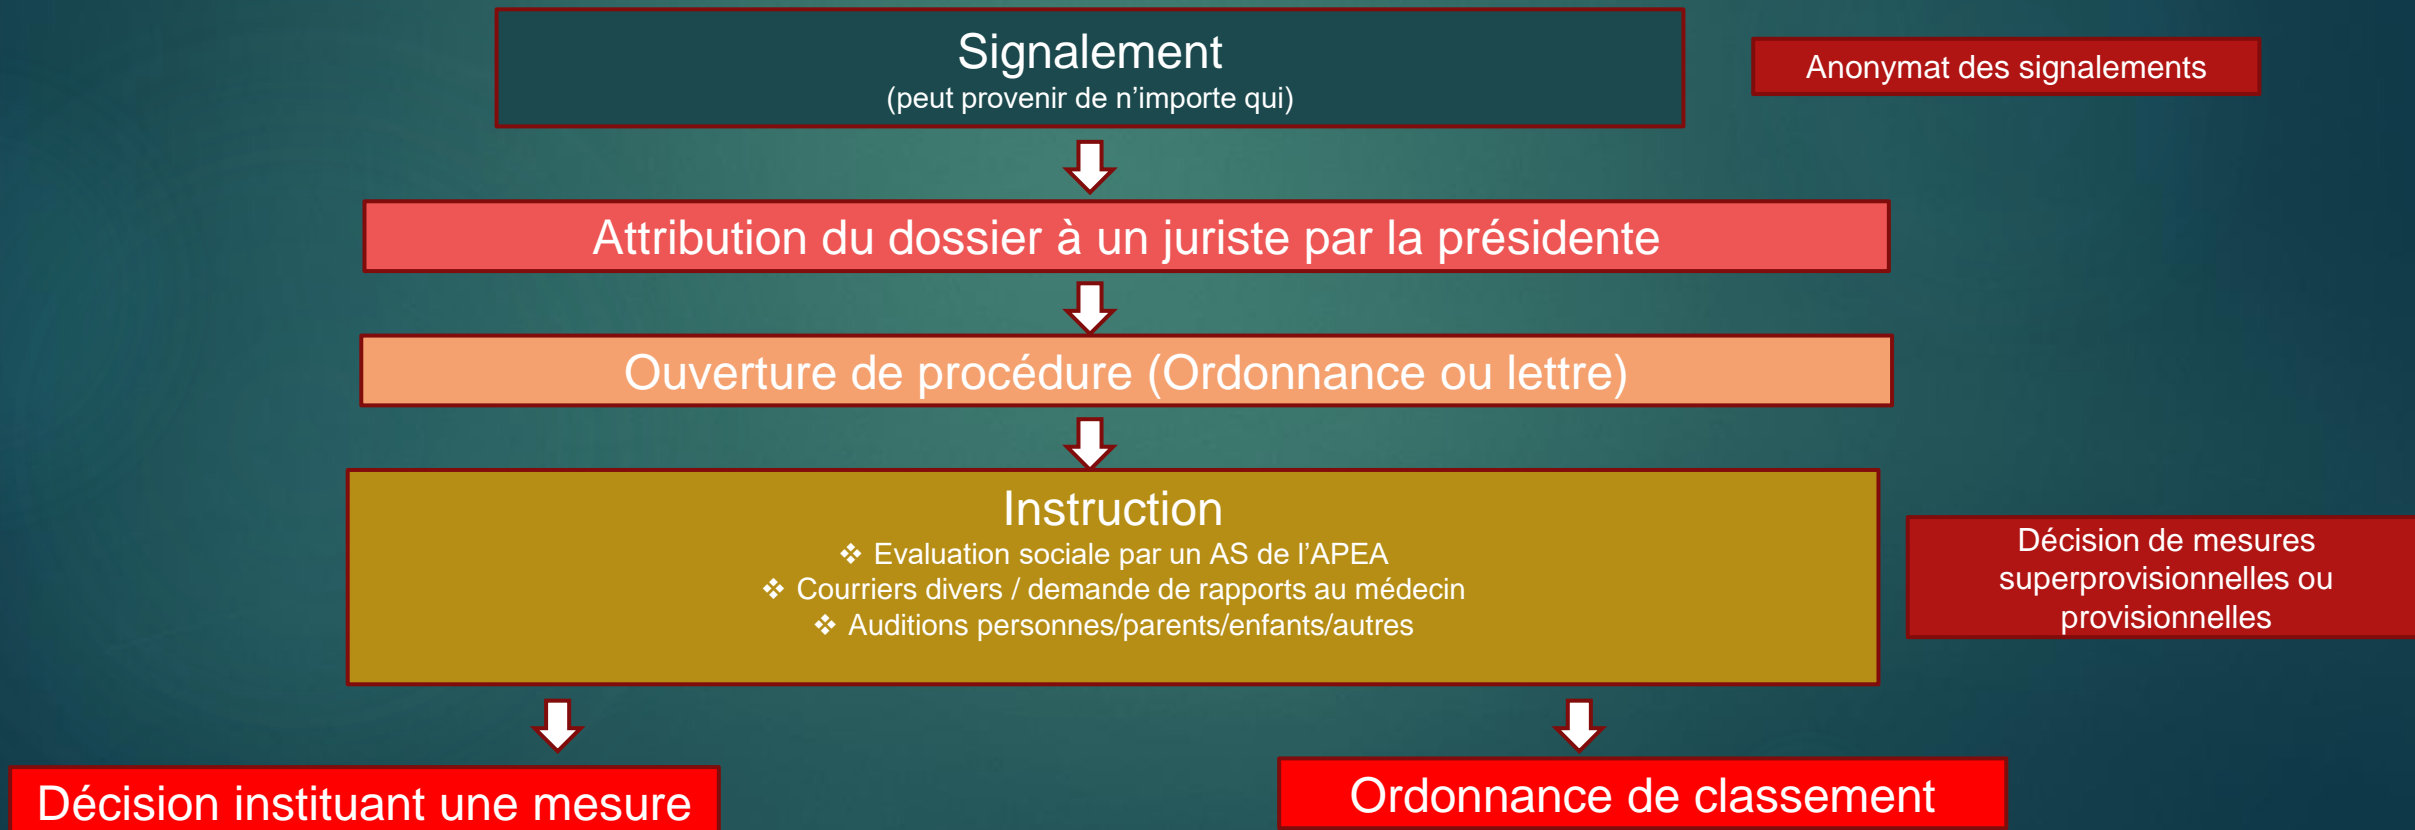 Signalement
(peut provenir de n’importe qui)
Anonymat des signalements
Attribution du dossier à un juriste par la présidente
Ouverture de procédure (Ordonnance ou lettre)
Instruction
❖ Evaluation sociale par un AS de l’APEA
❖ Courriers divers / demande de rapports au médecin
❖ Auditions personnes/parents/enfants/autres
Décision de mesures
superprovisionnelles ou
provisionnelles
Décision instituant une mesure
Ordonnance de classement